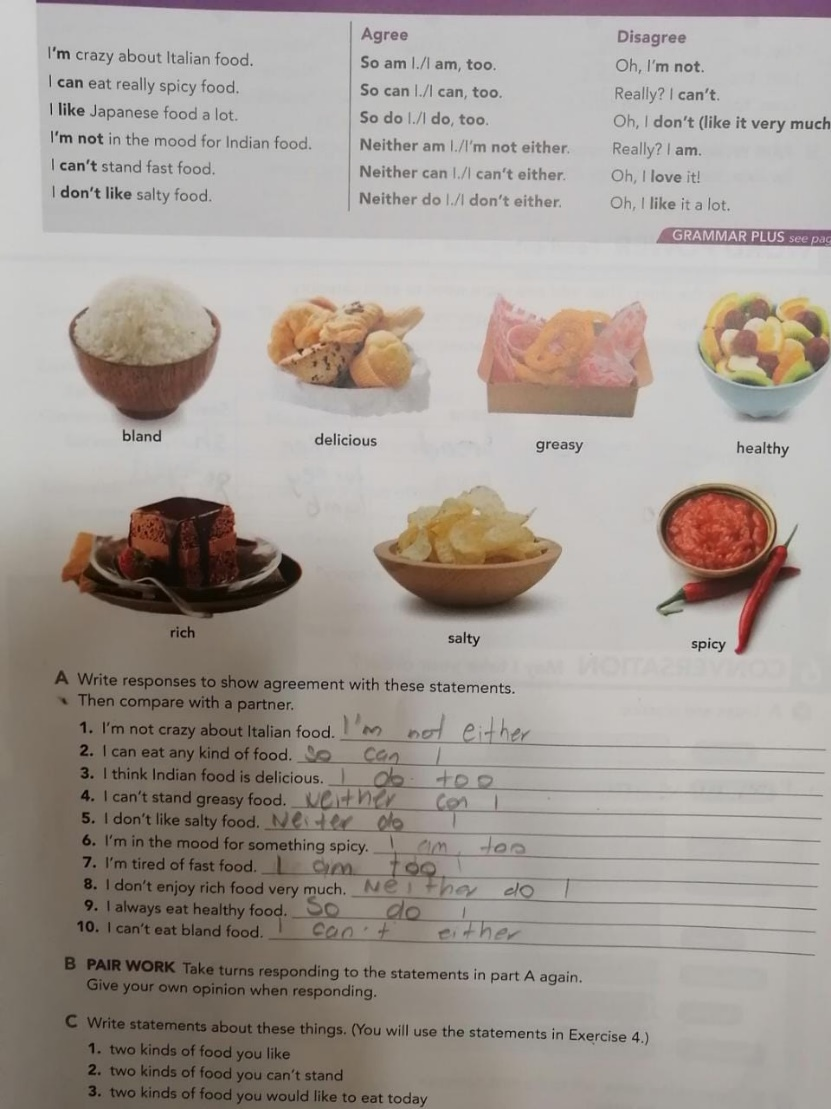 Agree Disagree
I'm crazy about Italian food. So am I./I am, too. Oh, I'm not.
I can eat really spicy food. So can I./I can, too. Really? I can't.
I like Japanese food a lot. So do I./I do, too. Oh, I don't (like it very much
I'm not in the mood for Indian food. Neither am I./I'm not either. Really? I am.
I can't stand fast food. Neither can I./I can't either. Oh, I love it!
I don't like salty food. Neither do I./I don't either. Oh, I like it a lot.
GRAMMAR PLUS see pag
bland delicious greasy healthy
rich salty spicy
A Write responses to show agreement with these statements.
Then compare with a partner.
1. I'm not crazy about Italian food. I'm not either
2. I can eat any kind of food. So can I
3. I think Indian food is delicious. I do too
4. I can't stand greasy food. Neither can I
5. I don't like salty food. Neiter do I
6. I'm in the mood for something spicy. I am too
7. I'm tired of fast food. I am too
8. I don't enjoy rich food very much. Neither do I
9. I always eat healthy food. So do I
10. I can't eat bland food. I can't either
B PAIR WORK Take turns responding to the statements in part A again.
Give your own opinion when responding.
C Write statements about these things. (You will use the statements in Exercise 4.)
1. two kinds of food you like
2. two kinds of food you can't stand
3. two kinds of food you would like to eat today